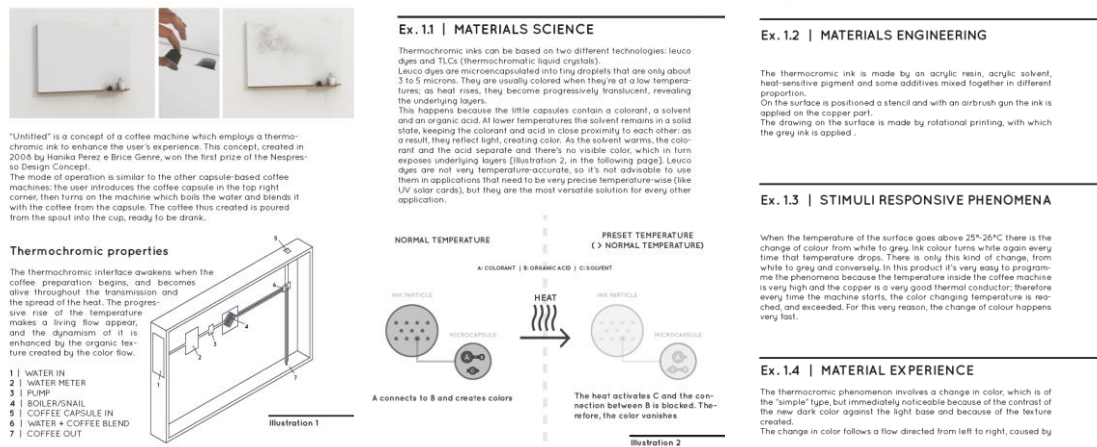 "Untitled" is a concept of a coffee machine which employs a thermo-
chromic ink to enhance the user's experience. This concept, created in
2008 by Hanika Perez e Brice Genre, won the first prize of the Nespres-
so Design Concept.
The mode of operation is similar to the other capsule-based coffee
machines: the user introduces the coffee capsule in the top right
corner, then turns on the machine which boils the water and blends it
with the coffee from the capsule. The coffee thus created is poured
from the spout into the cup, ready to be drank.
Thermochromic properties
The thermochromic interface awakens when the
coffee preparation begins, and becomes
alive throughout the transmission and
the spread of the heat. The progres-
sive rise of the temperature
makes a living flow appear,
and the dynamism of it is
enhanced by the organic tex-
ture created by the color flow.
1 | WATER IN
2 | WATER METER
3 | PUMP
4 | BOILER/SNAIL
5 | COFFEE CAPSULE IN
6 | WATER + COFFEE BLEND
7 | COFFEE OUT
5
6
4
3
2
1
7
Illustration 1
Ex. 1.1 | MATERIALS SCIENCE
Thermochromic inks can be based on two different technologies: leuco
dyes and TLCs (thermochromatic liquid crystals).
Leuco dyes are microencapsulated into tiny droplets that are only about
3 to 5 microns. They are usually colored when they're at a low tempera-
tures; as heat rises, they become progressively translucent, revealing
the underlying layers.
This happens because the little capsules contain a colorant, a solvent
and an organic acid. At lower temperatures the solvent remains in a solid
state, keeping the colorant and acid in close proximity to each other: as
a result, they reflect light, creating color. As the solvent warms, the colo-
rant and the acid separate and there's no visible color, which in turn
exposes underlying layers [Illustration 2, in the following page]. Leuco
dyes are not very temperature-accurate, so it's not advisable to use
them in applications that need to be very precise temperature-wise (like
UV solar cards), but they are the most versatile solution for every other
application.
NORMAL TEMPERATURE
PRESET TEMPERATURE
( > NORMAL TEMPERATURE)
A: COLORANT | B: ORGANIC ACID | C: SOLVENT
INK PARTICLE
MICROCAPSULE
HEAT
INK PARTICLE
MICROCAPSULE
A connects to B and creates colors
The heat activates C and the con-
nection between B is blocked. The-
refore, the color vanishes
Illustration 2
Ex. 1.2 | MATERIALS ENGINEERING
The thermocromic ink is made by an acrylic resin, acrylic solvent,
heat-sensitive pigment and some additives mixed together in different
proportion.
On the surface is positioned a stencil and with an airbrush gun the ink is
applied on the copper part.
The drawing on the surface is made by rotational printing, with which
the grey ink is applied .
Ex. 1.3 | STIMULI RESPONSIVE PHENOMENA
When the temperature of the surface goes above 25°-26°C there is the
change of colour from white to grey. Ink colour turns white again every
time that temperature drops. There is only this kind of change, from
white to grey and conversely. In this product it's very easy to program-
me the phenomena because the temperature inside the coffee machine
is very high and the copper is a very good thermal conductor; therefore
every time the machine starts, the color changing temperature is rea-
ched, and exceeded. For this very reason, the change of colour happens
very fast.
Ex. 1.4 | MATERIAL EXPERIENCE
The thermocromic phenomenon involves a change in color, which is of
the "simple" type, but immediately noticeable because of the contrast of
the new dark color against the light base and because of the texture
created.
The change in color follows a flow directed from left to right, caused by